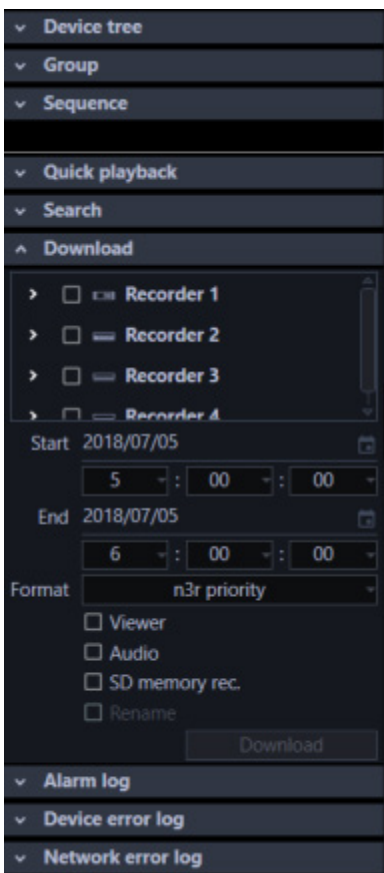 Device tree
Group
Sequence
Quick playback
Search
Download
Recorder 1
Recorder 2
Recorder 3
Recorder 4
Start 2018/07/05
5 : 00 : 00
End 2018/07/05
6 : 00 : 00
Format n3r priority
Viewer
Audio
SD memory rec.
Rename
Download
Alarm log
Device error log
Network error log